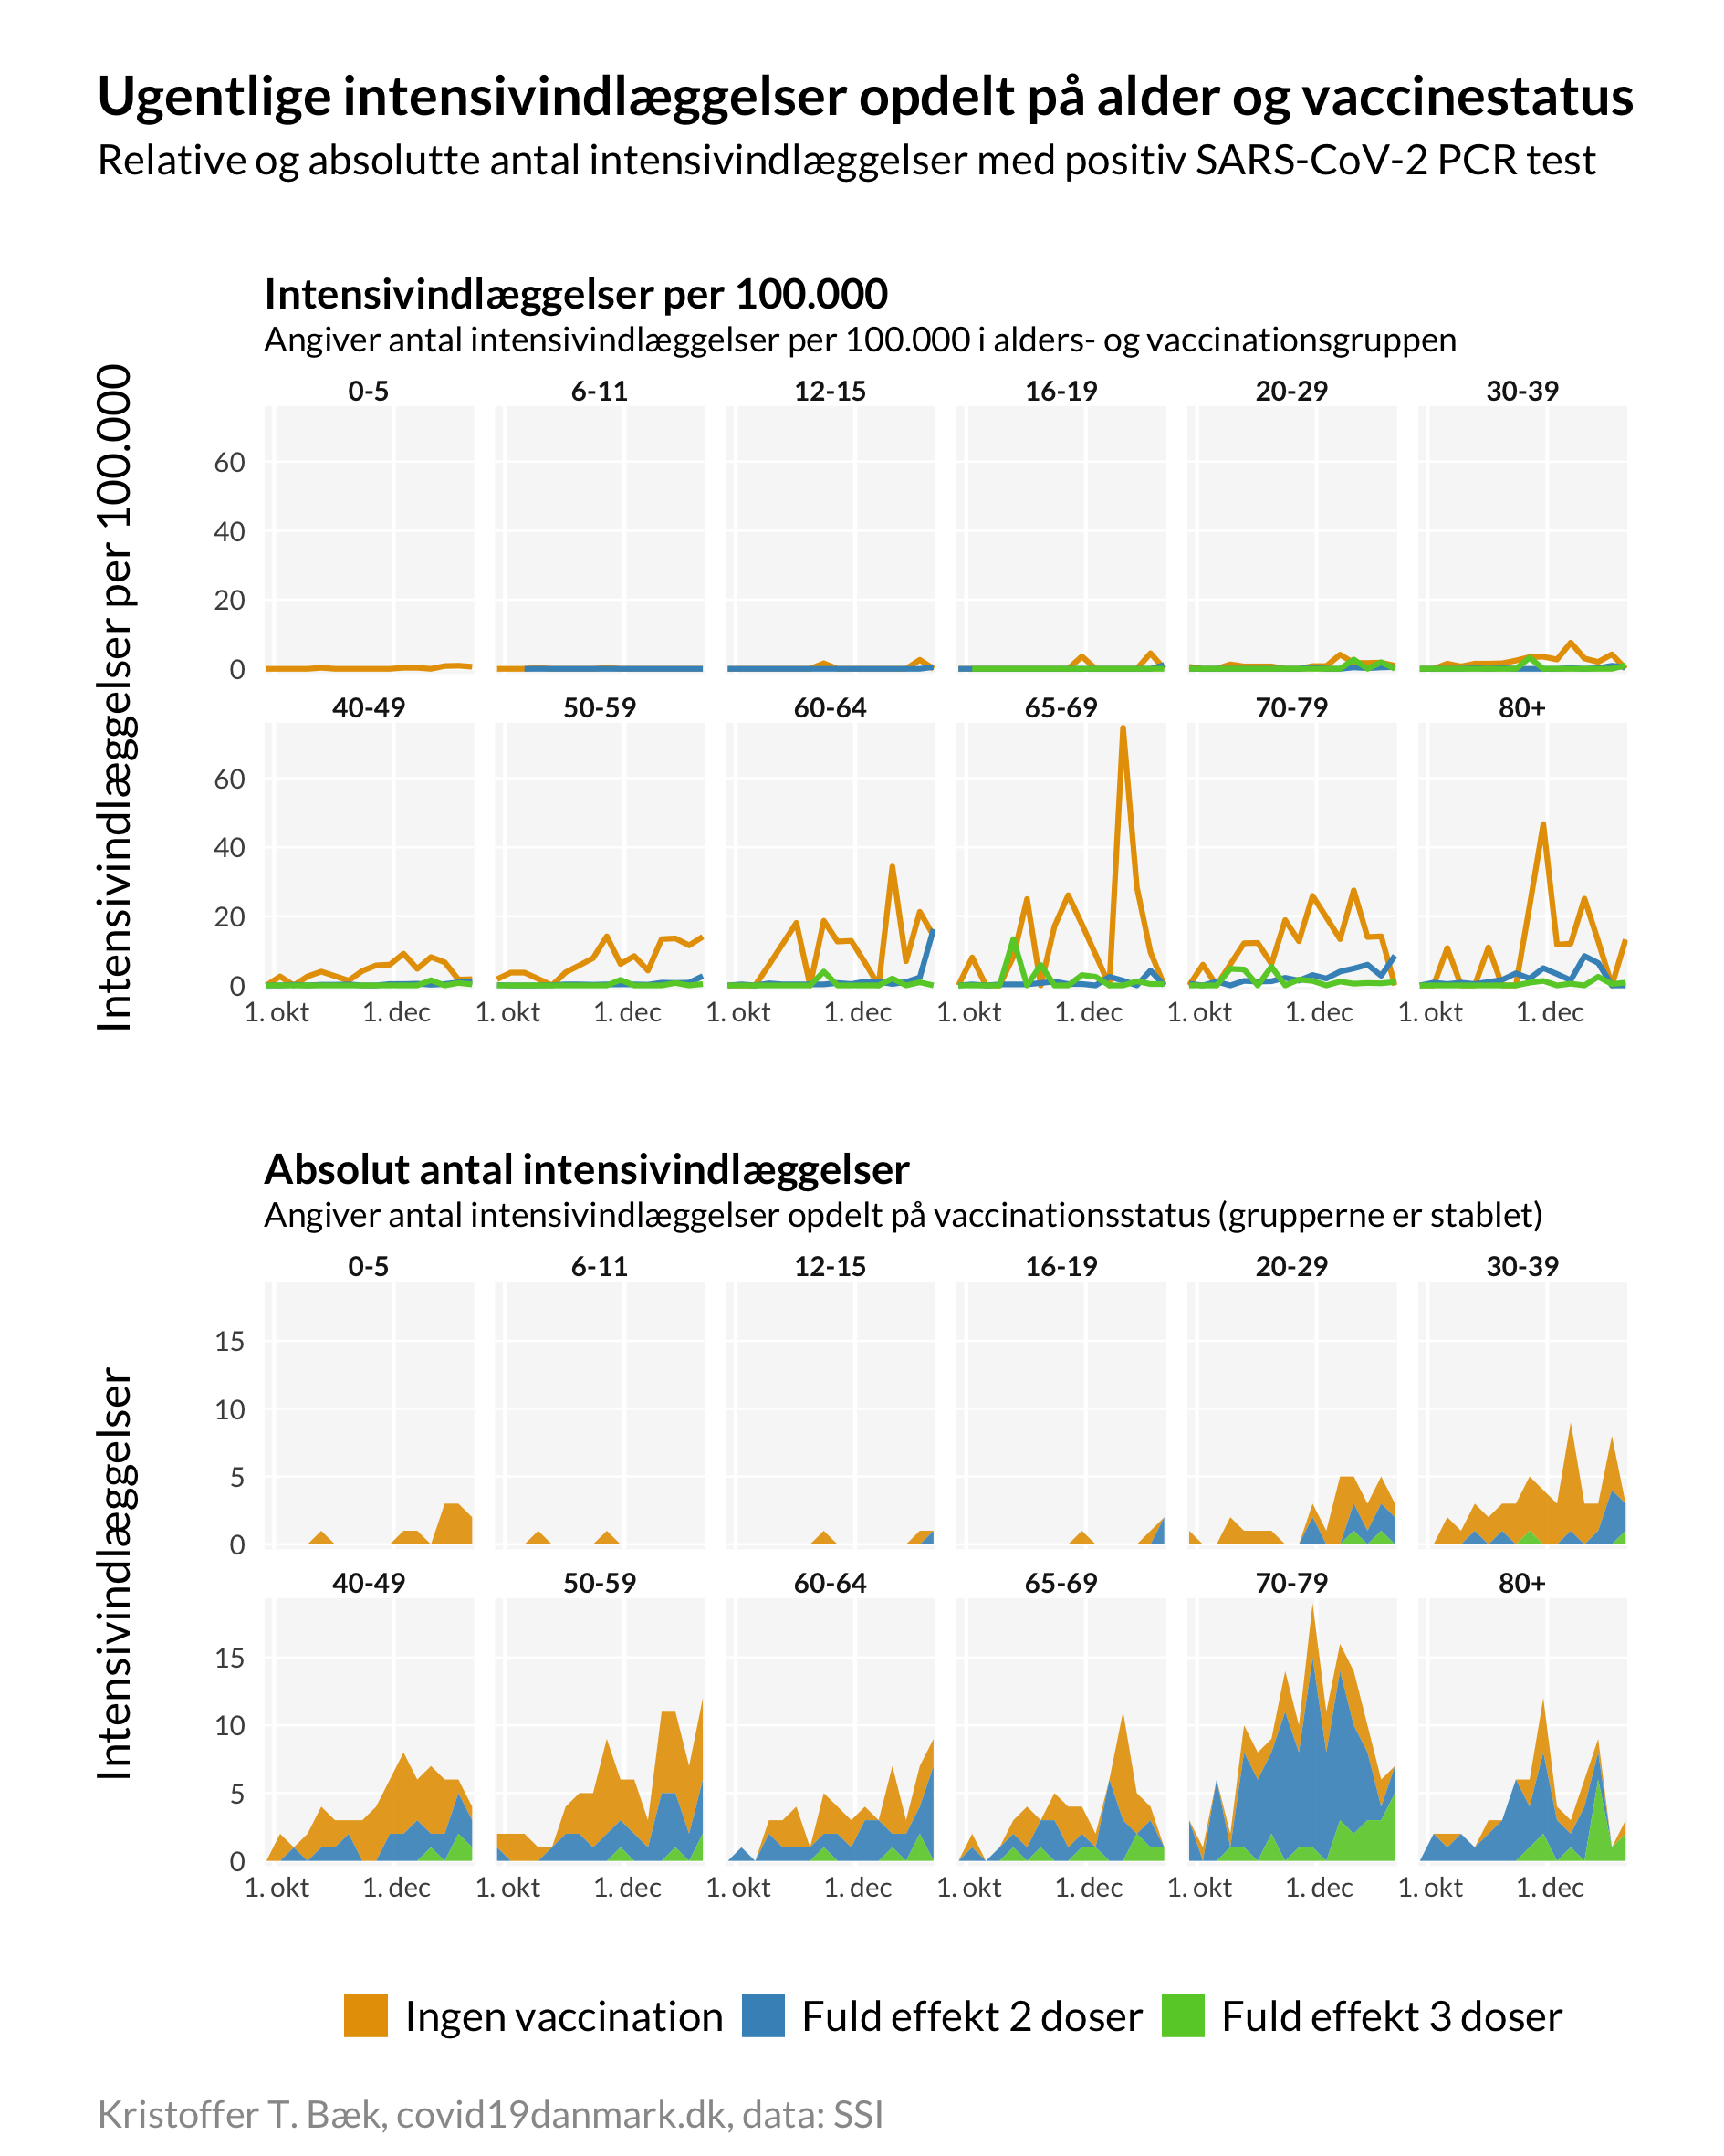 Ugentlige intensivindlæggelser opdelt på alder og vaccinestatus
Relative og absolutte antal intensivindlæggelser med positiv SARS-CoV-2 PCR test
Intensivindlæggelser per 100.000
Angiver antal intensivindlæggelser per 100.000 i alders- og vaccinationsgruppen
Intensivindlæggelser per 100.000
0-5 6-11 12-15 16-19 20-29 30-39
60
40
20
0
40-49 50-59 60-64 65-69 70-79 80+
60
40
20
0
1. okt 1. dec 1. okt 1. dec 1. okt 1. dec 1. okt 1. dec 1. okt 1. dec 1. okt 1. dec
Absolut antal intensivindlæggelser
Angiver antal intensivindlæggelser opdelt på vaccinationsstatus (grupperne er stablet)
Intensivindlæggelser
0-5 6-11 12-15 16-19 20-29 30-39
15
10
5
0
40-49 50-59 60-64 65-69 70-79 80+
15
10
5
0
1. okt 1. dec 1. okt 1. dec 1. okt 1. dec 1. okt 1. dec 1. okt 1. dec 1. okt 1. dec
Ingen vaccination Fuld effekt 2 doser Fuld effekt 3 doser
Kristoffer T. Bæk, covid19danmark.dk, data: SSI